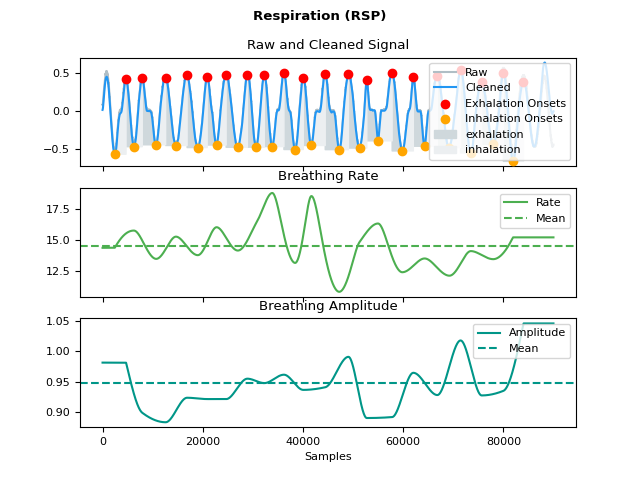 Respiration (RSP)
Raw and Cleaned Signal
0.5
0.0
−0.5
Raw
Cleaned
Exhalation Onsets
Inhalation Onsets
exhalation
inhalation
Breathing Rate
17.5
15.0
12.5
Rate
Mean
Breathing Amplitude
1.05
1.00
0.95
0.90
Amplitude
Mean
0 20000 40000 60000 80000
Samples